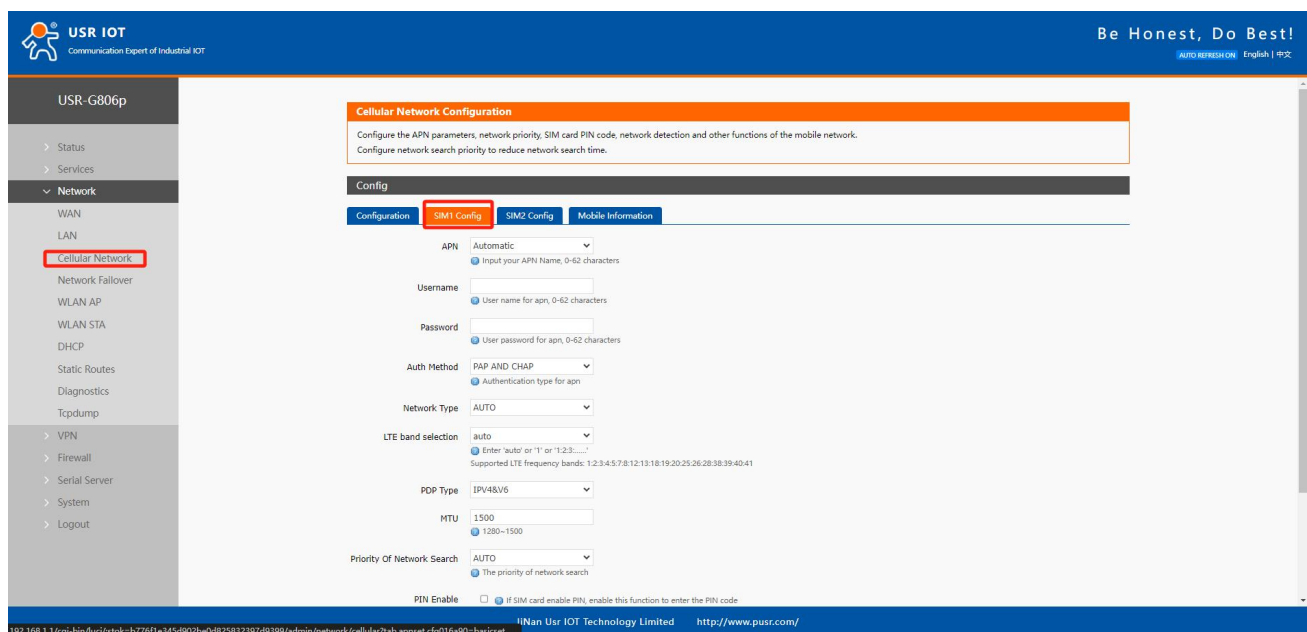 USR IOT
Communication Expert of Industrial IOT
Be Honest, Do Best!
AUTO REFRESH ON English | 中文
USR-G806p
Status
Services
Network
WAN
LAN
Cellular Network
Network Failover
WLAN AP
WLAN STA
DHCP
Static Routes
Diagnostics
Tcpdump
VPN
Firewall
Serial Server
System
Logout
Cellular Network Configuration
Configure the APN parameters, network priority, SIM card PIN code, network detection and other functions of the mobile network.
Configure network search priority to reduce network search time.
Config
Configuration SIM1 Config SIM2 Config Mobile Information
APN Automatic
Input your APN Name, 0-62 characters
Username
User name for apn, 0-62 characters
Password
User password for apn, 0-62 characters
Auth Method PAP AND CHAP
Authentication type for apn
Network Type AUTO
LTE band selection auto
Enter 'auto' or '1' or '1:2:3:......'
Supported LTE frequency bands: 1:2:3:4:5:7:8:12:13:18:19:20:25:26:28:38:39:40:41
PDP Type IPV4&V6
MTU 1500
1280~1500
Priority Of Network Search AUTO
The priority of network search
PIN Enable If SIM card enable PIN, enable this function to enter the PIN code
JiNan Usr IOT Technology Limited http://www.pusr.com/